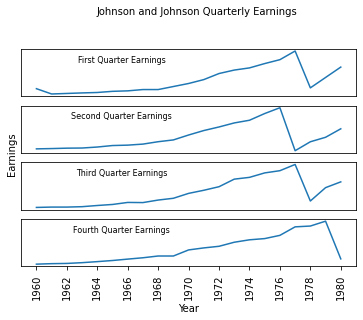 Johnson and Johnson Quarterly Earnings
First Quarter Earnings
Second Quarter Earnings
Third Quarter Earnings
Fourth Quarter Earnings
Earnings
1960 1962 1964 1966 1968 1970 1972 1974 1976 1978 1980
Year